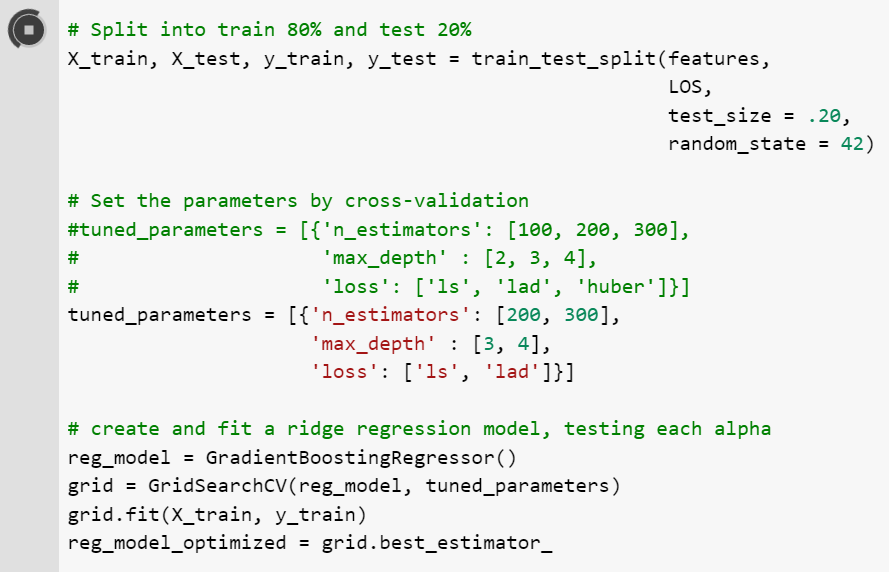 # Split into train 80% and test 20%
X_train, X_test, y_train, y_test = train_test_split(features,
                                                    LOS,
                                                    test_size = .20,
                                                    random_state = 42)

# Set the parameters by cross-validation
#tuned_parameters = [{'n_estimators': [100, 200, 300],
#                     'max_depth' : [2, 3, 4],
#                     'loss': ['ls', 'lad', 'huber']}]
tuned_parameters = [{'n_estimators': [200, 300],
                     'max_depth' : [3, 4],
                     'loss': ['ls', 'lad']}]

# create and fit a ridge regression model, testing each alpha
reg_model = GradientBoostingRegressor()
grid = GridSearchCV(reg_model, tuned_parameters)
grid.fit(X_train, y_train)
reg_model_optimized = grid.best_estimator_